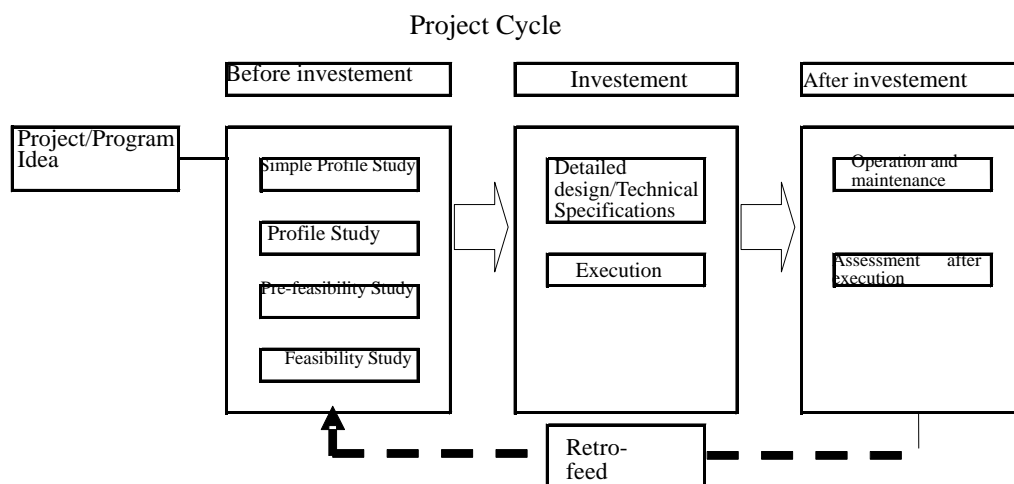 Project Cycle
Before investement
Investement
After investement
Project/Program
Idea
Simple Profile Study
Profile Study
Pre-feasibility Study
Feasibility Study
Detailed
design/Technical
Specifications
Execution
Operation and
maintenance
Assessment after
execution
Retro-
feed